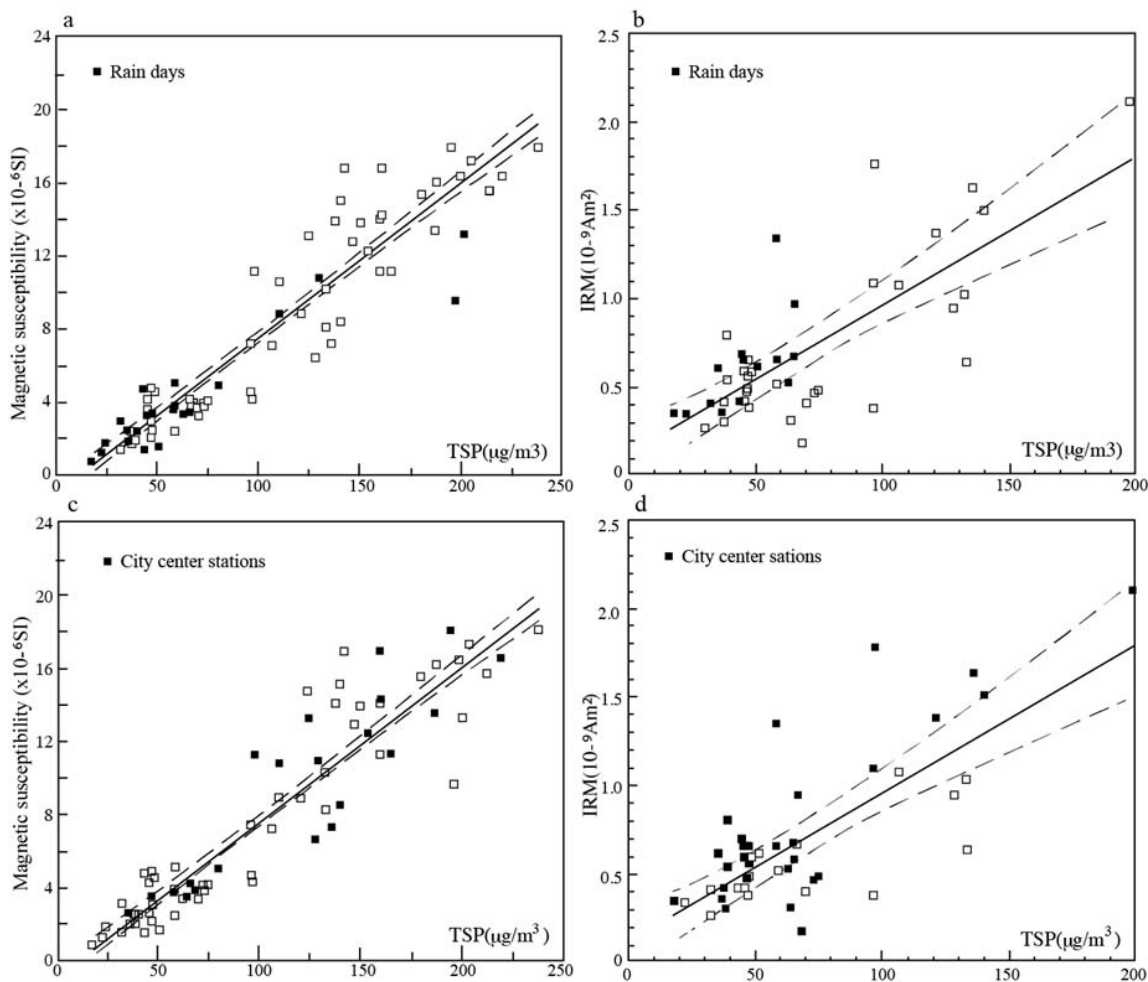 a
24
20
16
12
8
4
0
Magnetic susceptibility (x10-⁶SI)
■ Rain days
TSP(µg/m3)
0 50 100 150 200 250
b
2.5
2.0
1.5
1.0
0.5
0
IRM(10-⁹Am²)
■ Rain days
TSP(µg/m3)
0 50 100 150 200
c
24
20
16
12
8
4
0
Magnetic susceptibility (x10-⁶SI)
■ City center stations
TSP(µg/m³)
0 50 100 150 200 250
d
2.5
2.0
1.5
1.0
0.5
0
IRM(10-⁹Am²)
■ City center sations
TSP(µg/m³)
0 50 100 150 200